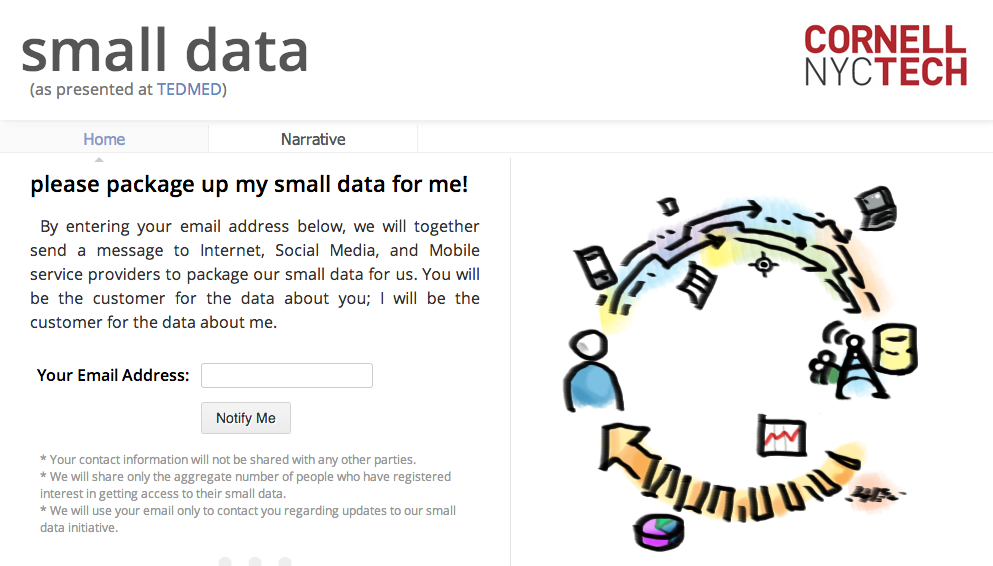 small data
(as presented at TEDMED)
CORNELL
NYCTECH
Home
Narrative
please package up my small data for me!
By entering your email address below, we will together
send a message to Internet, Social Media, and Mobile
service providers to package our small data for us. You will
be the customer for the data about you; I will be the
customer for the data about me.
Your Email Address:
Notify Me
* Your contact information will not be shared with any other parties.
* We will share only the aggregate number of people who have registered
interest in getting access to their small data.
* We will use your email only to contact you regarding updates to our small
data initiative.